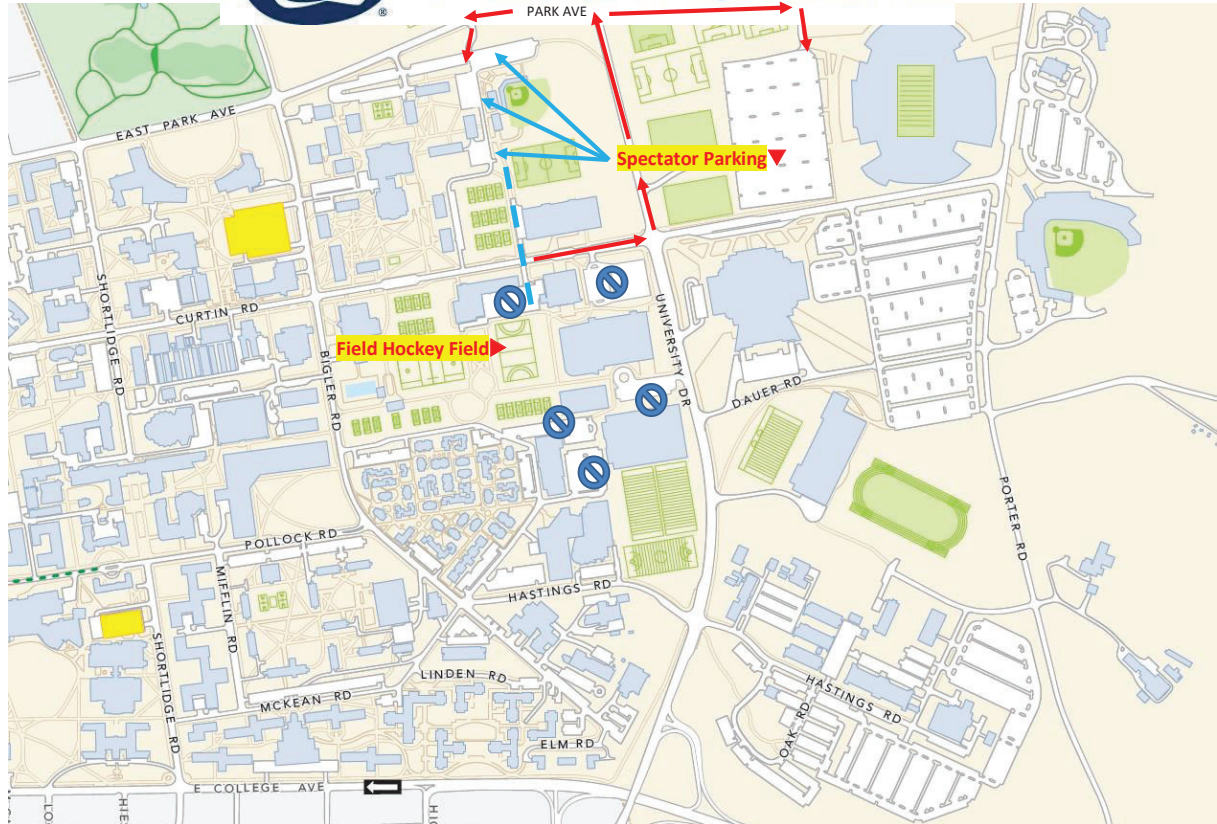 ®
PARK AVE
EAST PARK AVE
Spectator Parking
SHORTLIDGE RD
CURTIN RD
BIGLER RD
UNIVERSITY DR
Field Hockey Field
DAUER RD
PORTER RD
POLLOCK RD
MIFFLIN RD
HASTINGS RD
SHORTLIDGE RD
LINDEN RD
MCKEAN RD
HASTINGS RD
OAK RD
ELM RD
E COLLEGE AVE